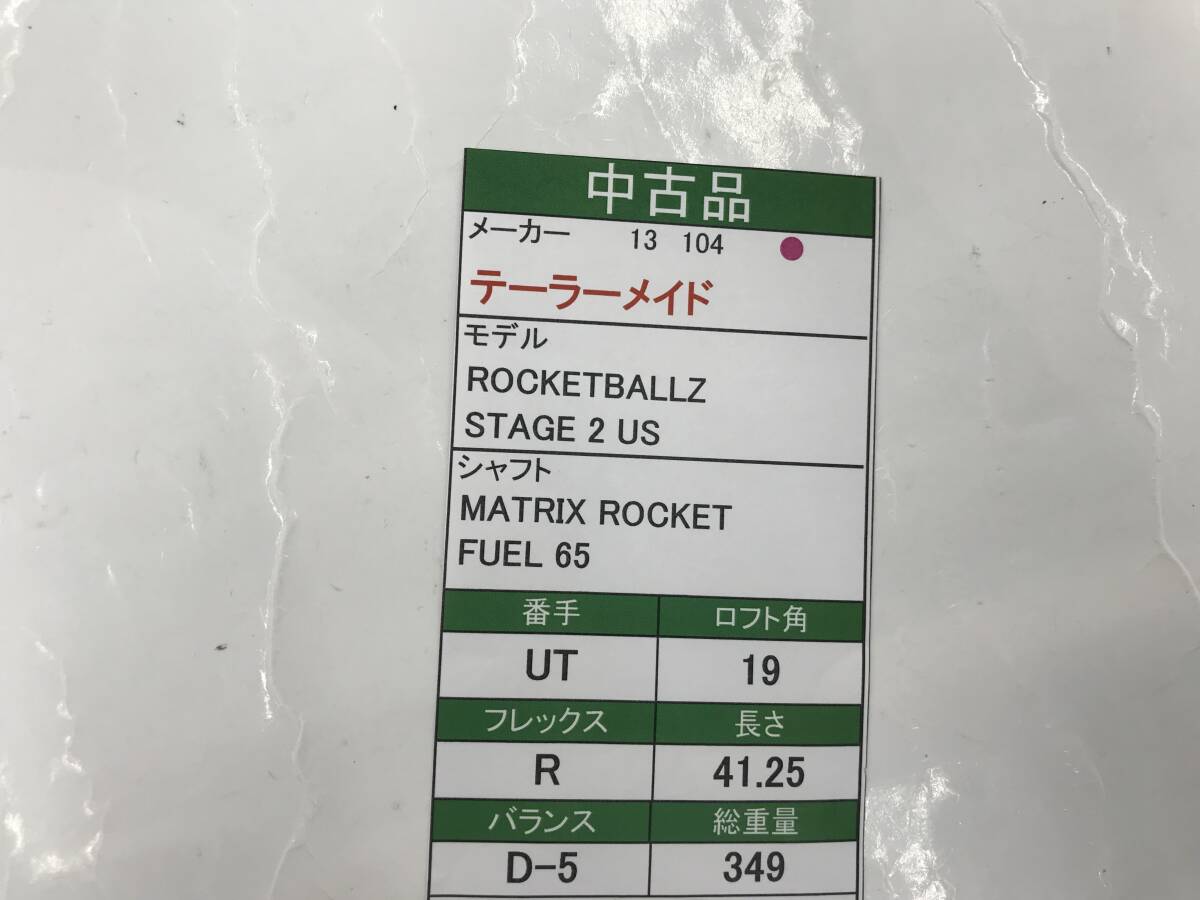 中古品
メーカー 13 104
テーラーメイド
モデル
ROCKETBALLZ
STAGE 2 US
シャフト
MATRIX ROCKET
FUEL 65
番手 ロフト角
UT 19
フレックス 長さ
R 41.25
バランス 総重量
D-5 349